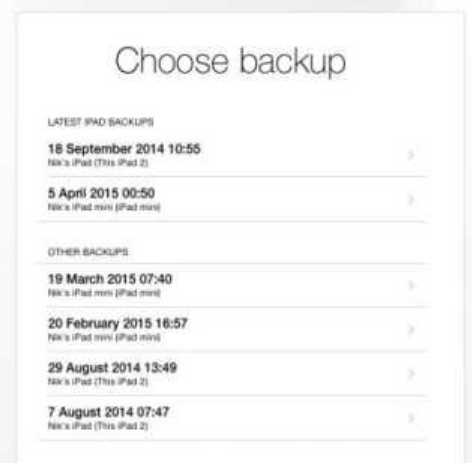 Choose backup
LATEST IPAD BACKUPS
18 September 2014 10:55
Nik's iPad (This iPad 2)
5 April 2015 00:50
Nik's iPad mini (iPad mini)
OTHER BACKUPS
19 March 2015 07:40
Nik's iPad mini (iPad mini)
20 February 2015 16:57
Nik's iPad mini (iPad mini)
29 August 2014 13:49
Nik's iPad (This iPad 2)
7 August 2014 07:47
Nik's iPad (This iPad 2)